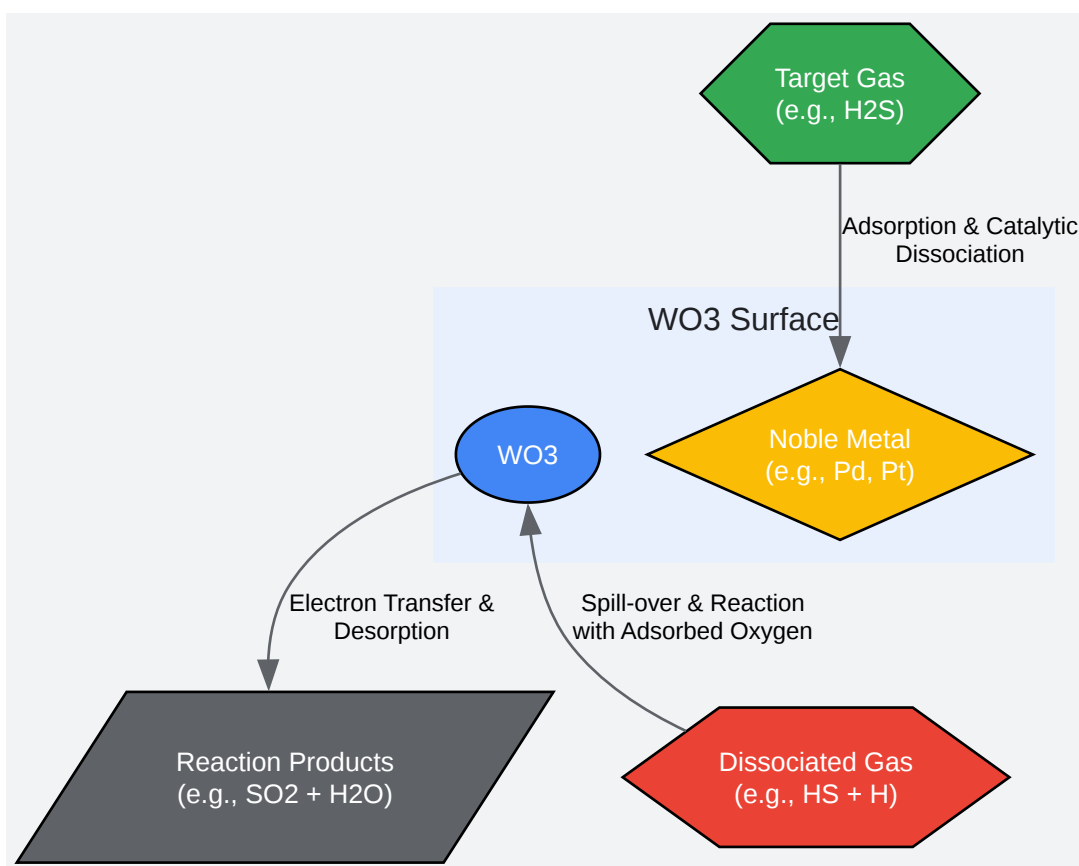 Target Gas
(e.g., H2S)
Adsorption & Catalytic
Dissociation
WO3 Surface
WO3
Noble Metal
(e.g., Pd, Pt)
Electron Transfer &
Desorption
Spill-over & Reaction
with Adsorbed Oxygen
Reaction Products
(e.g., SO2 + H2O)
Dissociated Gas
(e.g., HS + H)